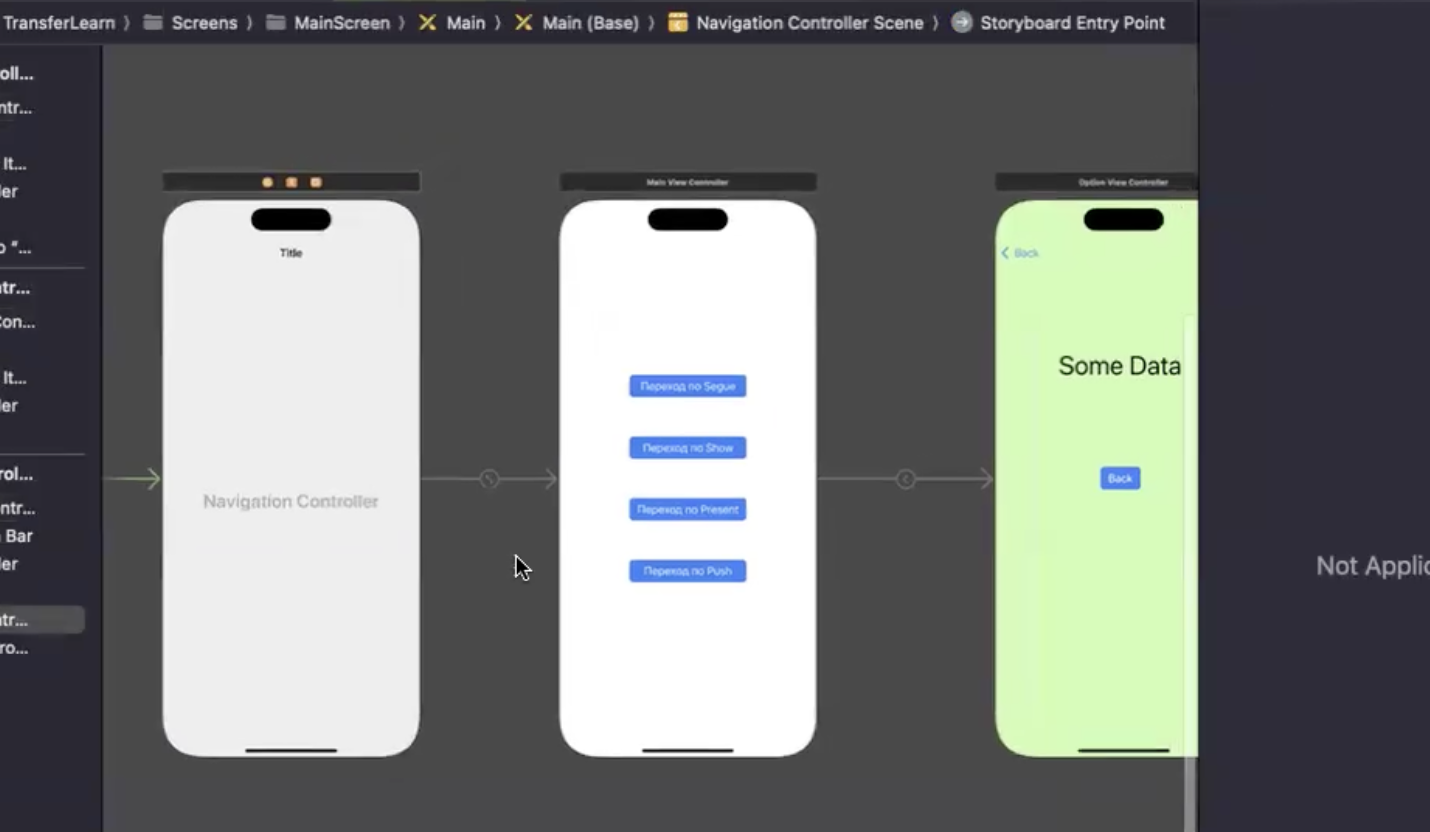 TransferLearn 〉 Screens 〉 MainScreen 〉 Main 〉 Main (Base) 〉 Navigation Controller Scene 〉 Storyboard Entry Point
oll...
ntr...
It...
ler
o “...
tr...
Con...
It...
ler
rol...
ntr...
Bar
ler
ntr...
ro...
Title
Navigation Controller
Main View Controller
Переход по Segue
Переход по Show
Переход по Present
Переход по Push
Option View Controller
Back
Some Data
Back
Not Applic